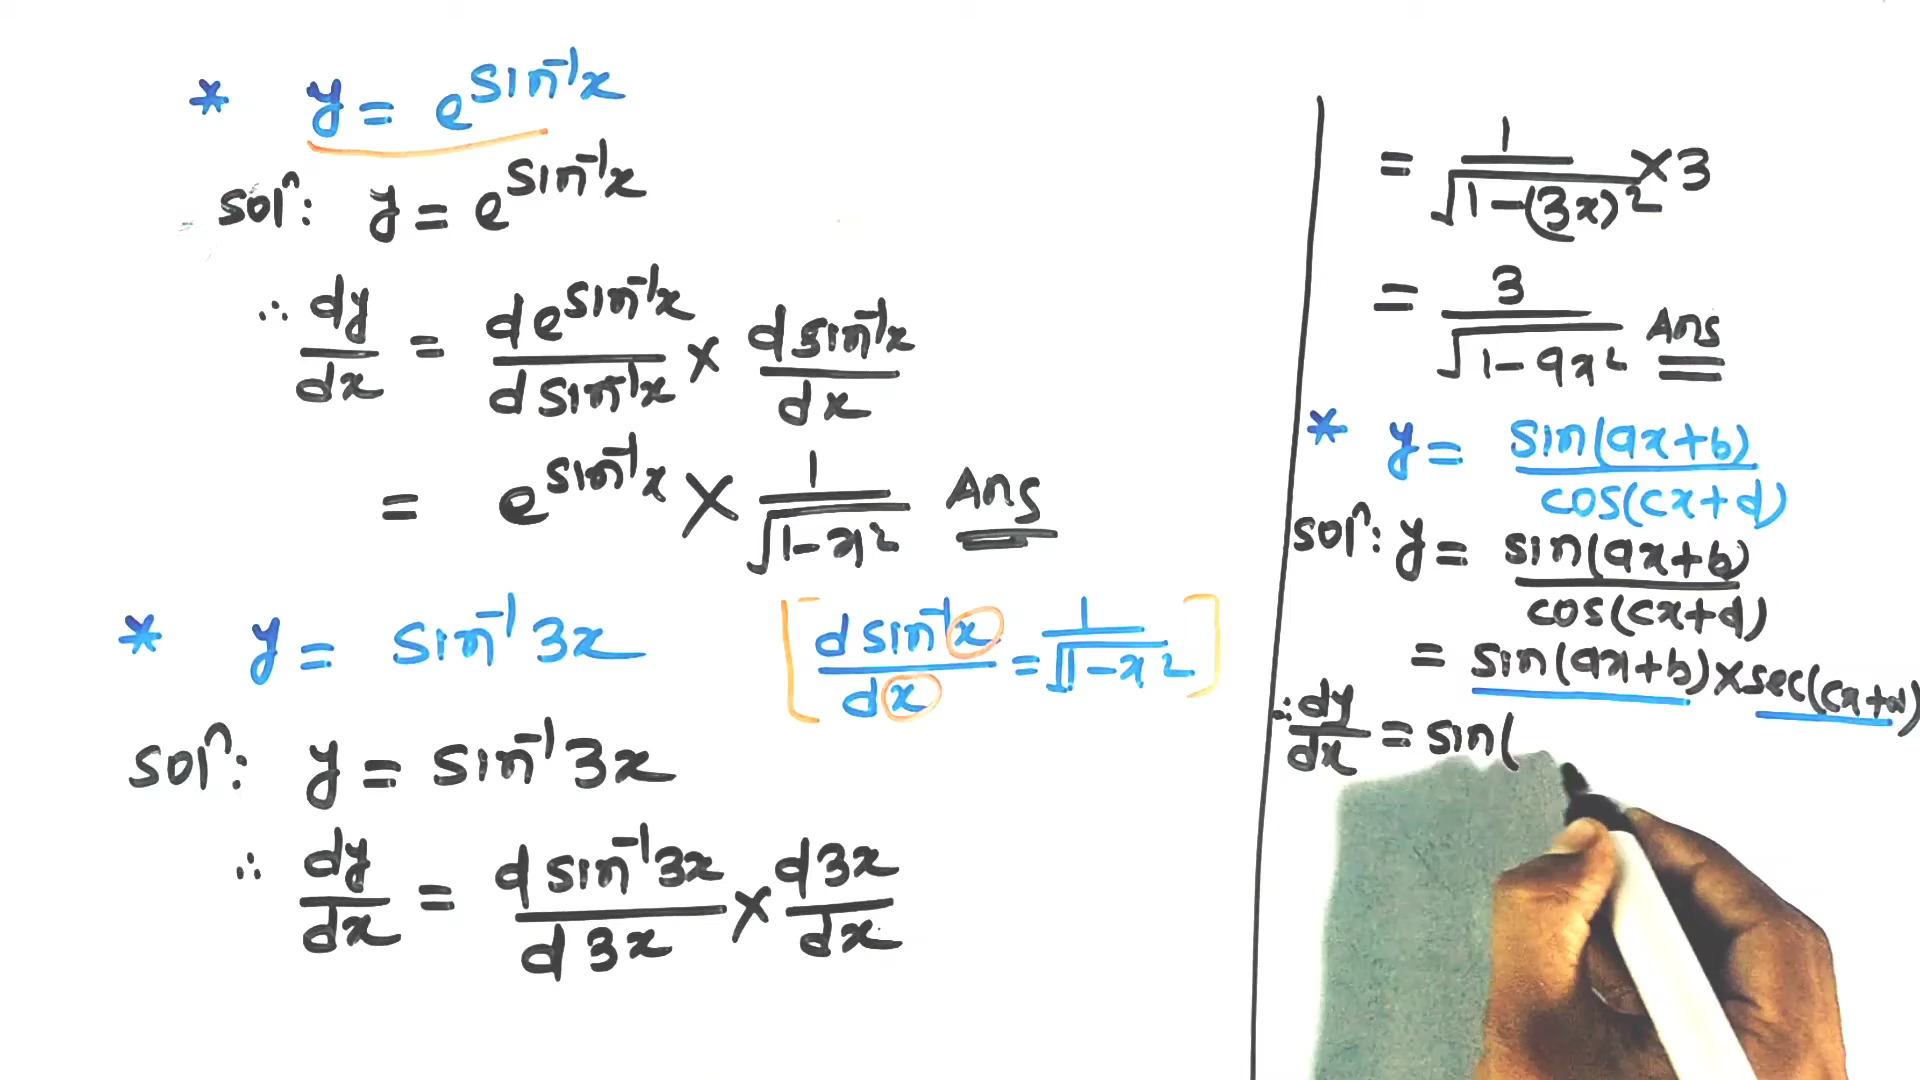 * y = e^sin⁻¹x
Solⁿ: y = e^sin⁻¹x
∴ dy/dx = de^sin⁻¹x/dsin⁻¹x × dsin⁻¹x/dx
= e^sin⁻¹x × 1/√1-x² Ans
* y = sin⁻¹3x [dsin⁻¹x/dx = 1/√1-x²]
Solⁿ: y = sin⁻¹3x
∴ dy/dx = dsin⁻¹3x/d3x × d3x/dx
= 1/√1-(3x)² × 3
= 3/√1-9x² Ans
* y = sin(ax+b)/cos(cx+d)
Solⁿ: y = sin(ax+b)/cos(cx+d)
= sin(ax+b) × sec(cx+d)
∴ dy/dx = sin(